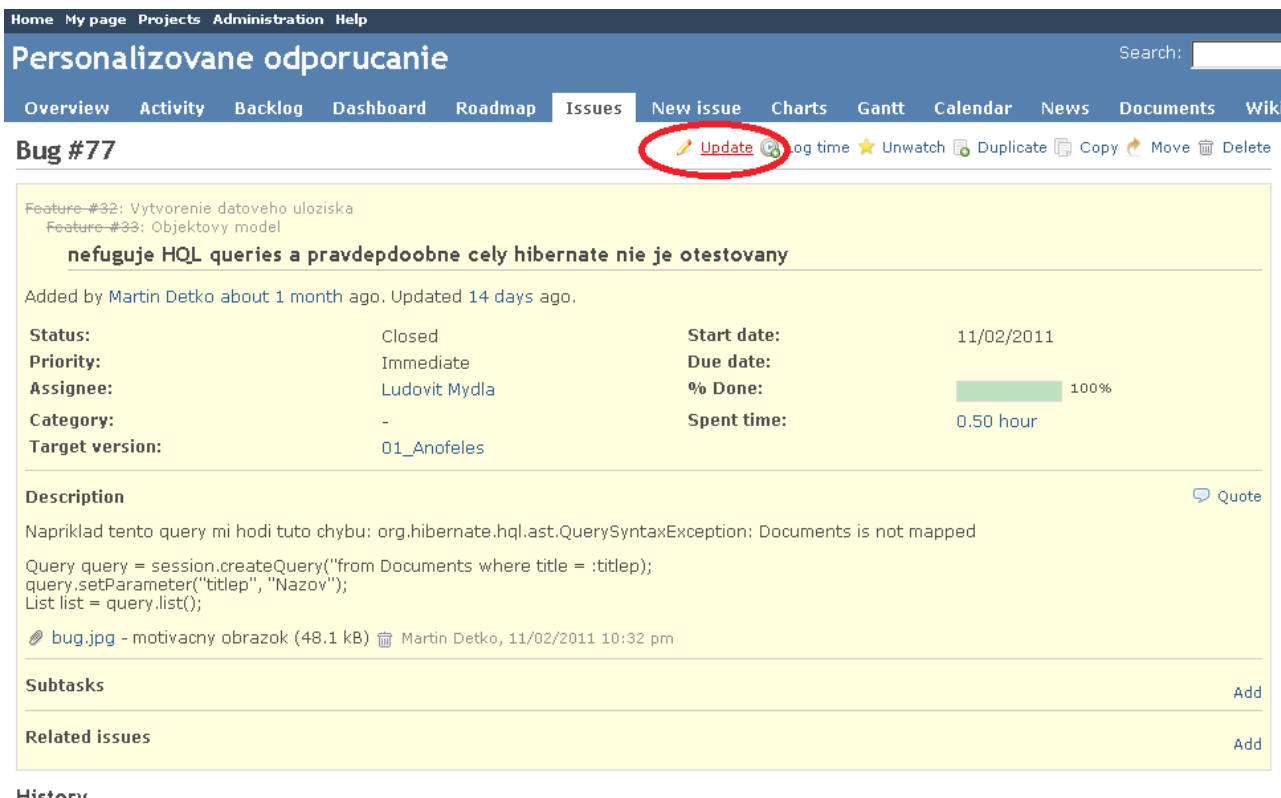 Home My page Projects Administration Help
Personalizovane odporucanie
Search:
Overview Activity Backlog Dashboard Roadmap Issues New issue Charts Gantt Calendar News Documents Wiki
Bug #77
Update Log time Unwatch Duplicate Copy Move Delete
Feature #32: Vytvorenie datoveho uloziska
Feature #33: Objektovy model
nefuguje HQL queries a pravdepdoobne cely hibernate nie je otestovany
Added by Martin Detko about 1 month ago. Updated 14 days ago.
Status: Closed Start date: 11/02/2011
Priority: Immediate Due date:
Assignee: Ludovit Mydla % Done: 100%
Category: - Spent time: 0.50 hour
Target version: 01_Anofeles
Description Quote
Napriklad tento query mi hodi tuto chybu: org.hibernate.hql.ast.QuerySyntaxException: Documents is not mapped
Query query = session.createQuery("from Documents where title = :titlep);
query.setParameter("titlep", "Nazov");
List list = query.list();
bug.jpg - motivacny obrazok (48.1 kB) Martin Detko, 11/02/2011 10:32 pm
Subtasks Add
Related issues Add
History